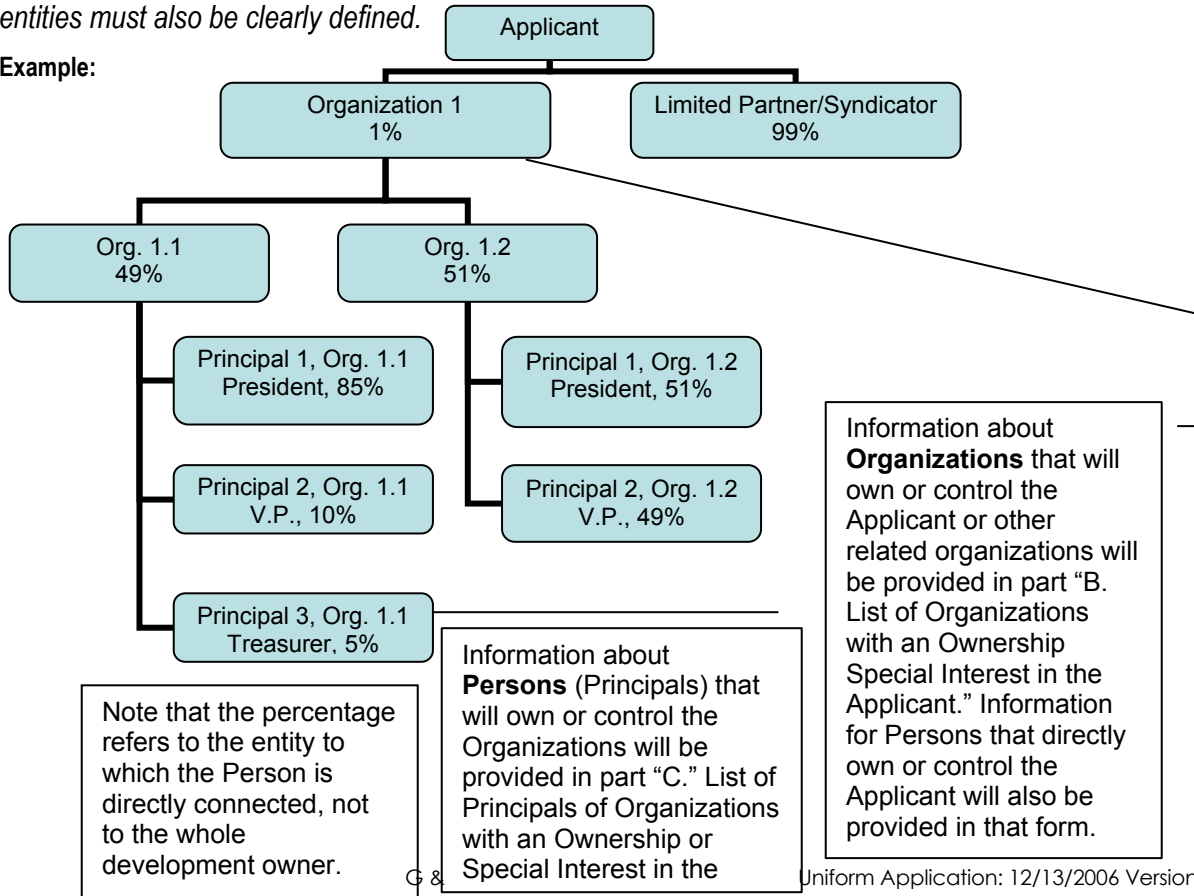 entities must also be clearly defined.
Example:
Applicant
Organization 1
1%
Limited Partner/Syndicator
99%
Org. 1.1
49%
Org. 1.2
51%
Principal 1, Org. 1.1
President, 85%
Principal 1, Org. 1.2
President, 51%
Principal 2, Org. 1.1
V.P., 10%
Principal 2, Org. 1.2
V.P., 49%
Principal 3, Org. 1.1
Treasurer, 5%
Note that the percentage
refers to the entity to
which the Person is
directly connected, not
to the whole
development owner.
Information about
Persons (Principals) that
will own or control the
Organizations will be
provided in part “C.” List of
Principals of Organizations
with an Ownership or
Special Interest in the
Information about
Organizations that will
own or control the
Applicant or other
related organizations will
be provided in part “B.
List of Organizations
with an Ownership
Special Interest in the
Applicant.” Information
for Persons that directly
own or control the
Applicant will also be
provided in that form.
G & Uniform Application: 12/13/2006 Version